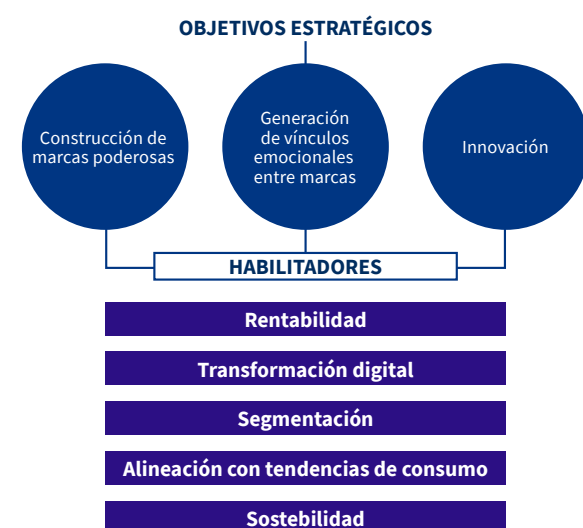 OBJETIVOS ESTRATÉGICOS
Construcción de
marcas poderosas
Generación
de vínculos
emocionales
entre marcas
Innovación
HABILITADORES
Rentabilidad
Transformación digital
Segmentación
Alineación con tendencias de consumo
Sostebilidad